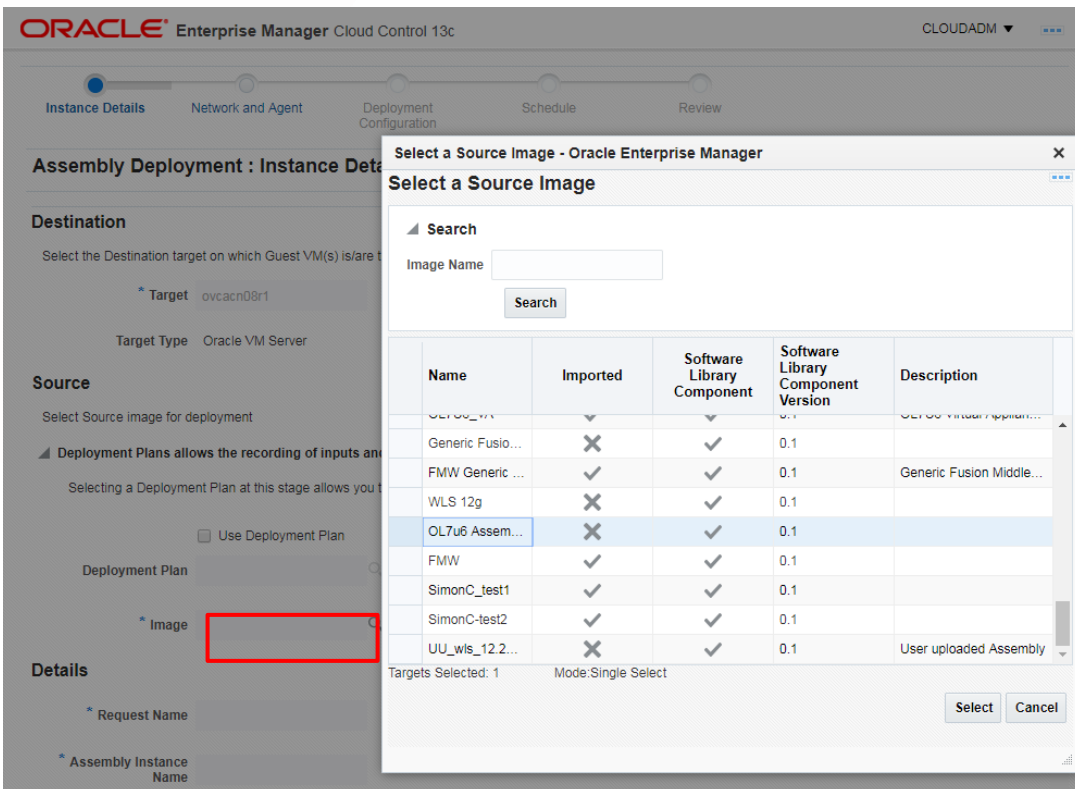 ORACLE® Enterprise Manager Cloud Control 13c
CLOUDADM ▼
Instance Details
Network and Agent
Deployment
Configuration
Schedule
Review
Assembly Deployment : Instance
Destination
Select the Destination target on which Guest VM(s) is/are
* Target ovcacn08r1
Target Type Oracle VM Server
Source
Select Source image for deployment
Deployment Plans allows the recording of inputs
Selecting a Deployment Plan at this stage allows you
Use Deployment Plan
Deployment Plan
* Image
Details
* Request Name
* Assembly Instance
Name
Select a Source Image - Oracle Enterprise Manager
Select a Source Image
Search
Image Name
Search
Name Imported Software Library Component Software Library Component Version Description
0.1
Generic Fusio... 0.1
FMW Generic ... 0.1 Generic Fusion Middle...
WLS 12g 0.1
OL7u6 Assem... 0.1
FMW 0.1
SimonC_test1 0.1
SimonC-test2 0.1
UU_wls_12.2... 0.1 User uploaded Assembly
Targets Selected: 1 Mode:Single Select
Select Cancel